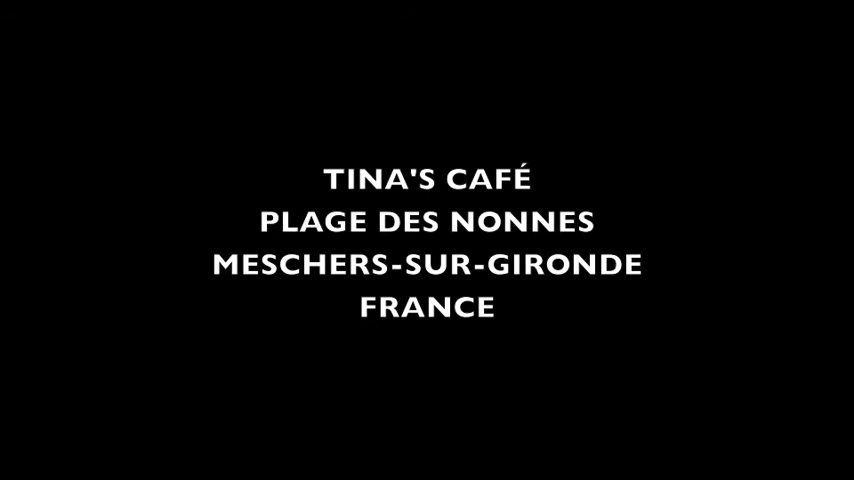 TINA'S CAFÉ
PLAGE DES NONNES
MESCHERS-SUR-GIRONDE
FRANCE